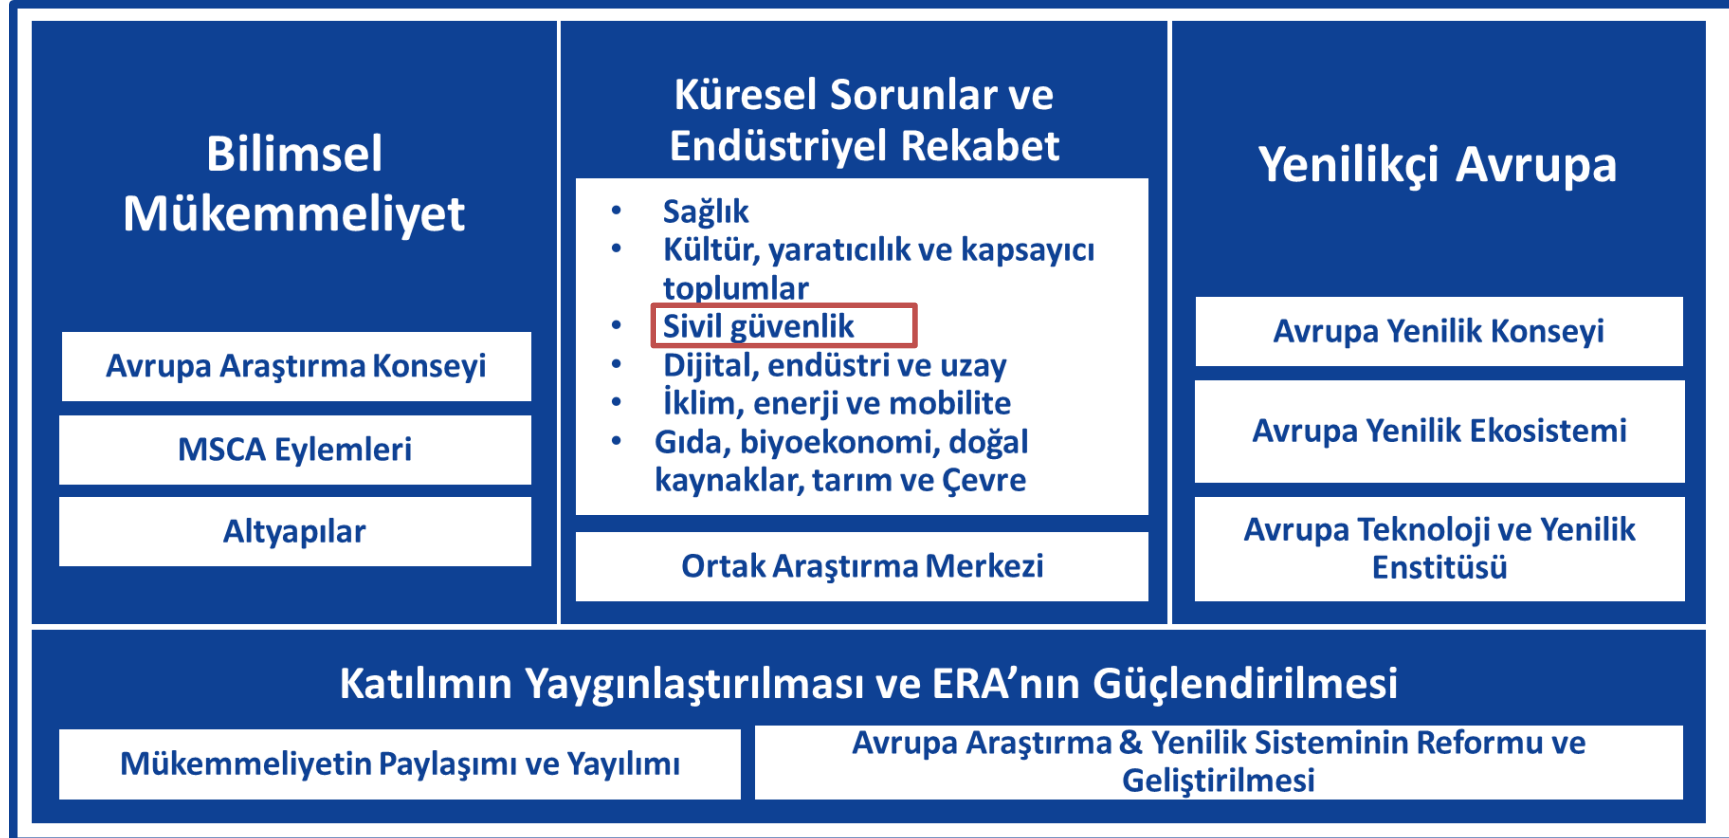 Bilimsel
Mükemmeliyet
Avrupa Araştırma Konseyi
MSCA Eylemleri
Altyapılar
Küresel Sorunlar ve
Endüstriyel Rekabet
• Sağlık
• Kültür, yaratıcılık ve kapsayıcı
toplumlar
• Sivil güvenlik
• Dijital, endüstri ve uzay
• İklim, enerji ve mobilite
• Gıda, biyoekonomi, doğal
kaynaklar, tarım ve Çevre
Ortak Araştırma Merkezi
Yenilikçi Avrupa
Avrupa Yenilik Konseyi
Avrupa Yenilik Ekosistemi
Avrupa Teknoloji ve Yenilik
Enstitüsü
Katılımın Yaygınlaştırılması ve ERA’nın Güçlendirilmesi
Mükemmeliyetin Paylaşımı ve Yayılımı
Avrupa Araştırma & Yenilik Sisteminin Reformu ve
Geliştirilmesi